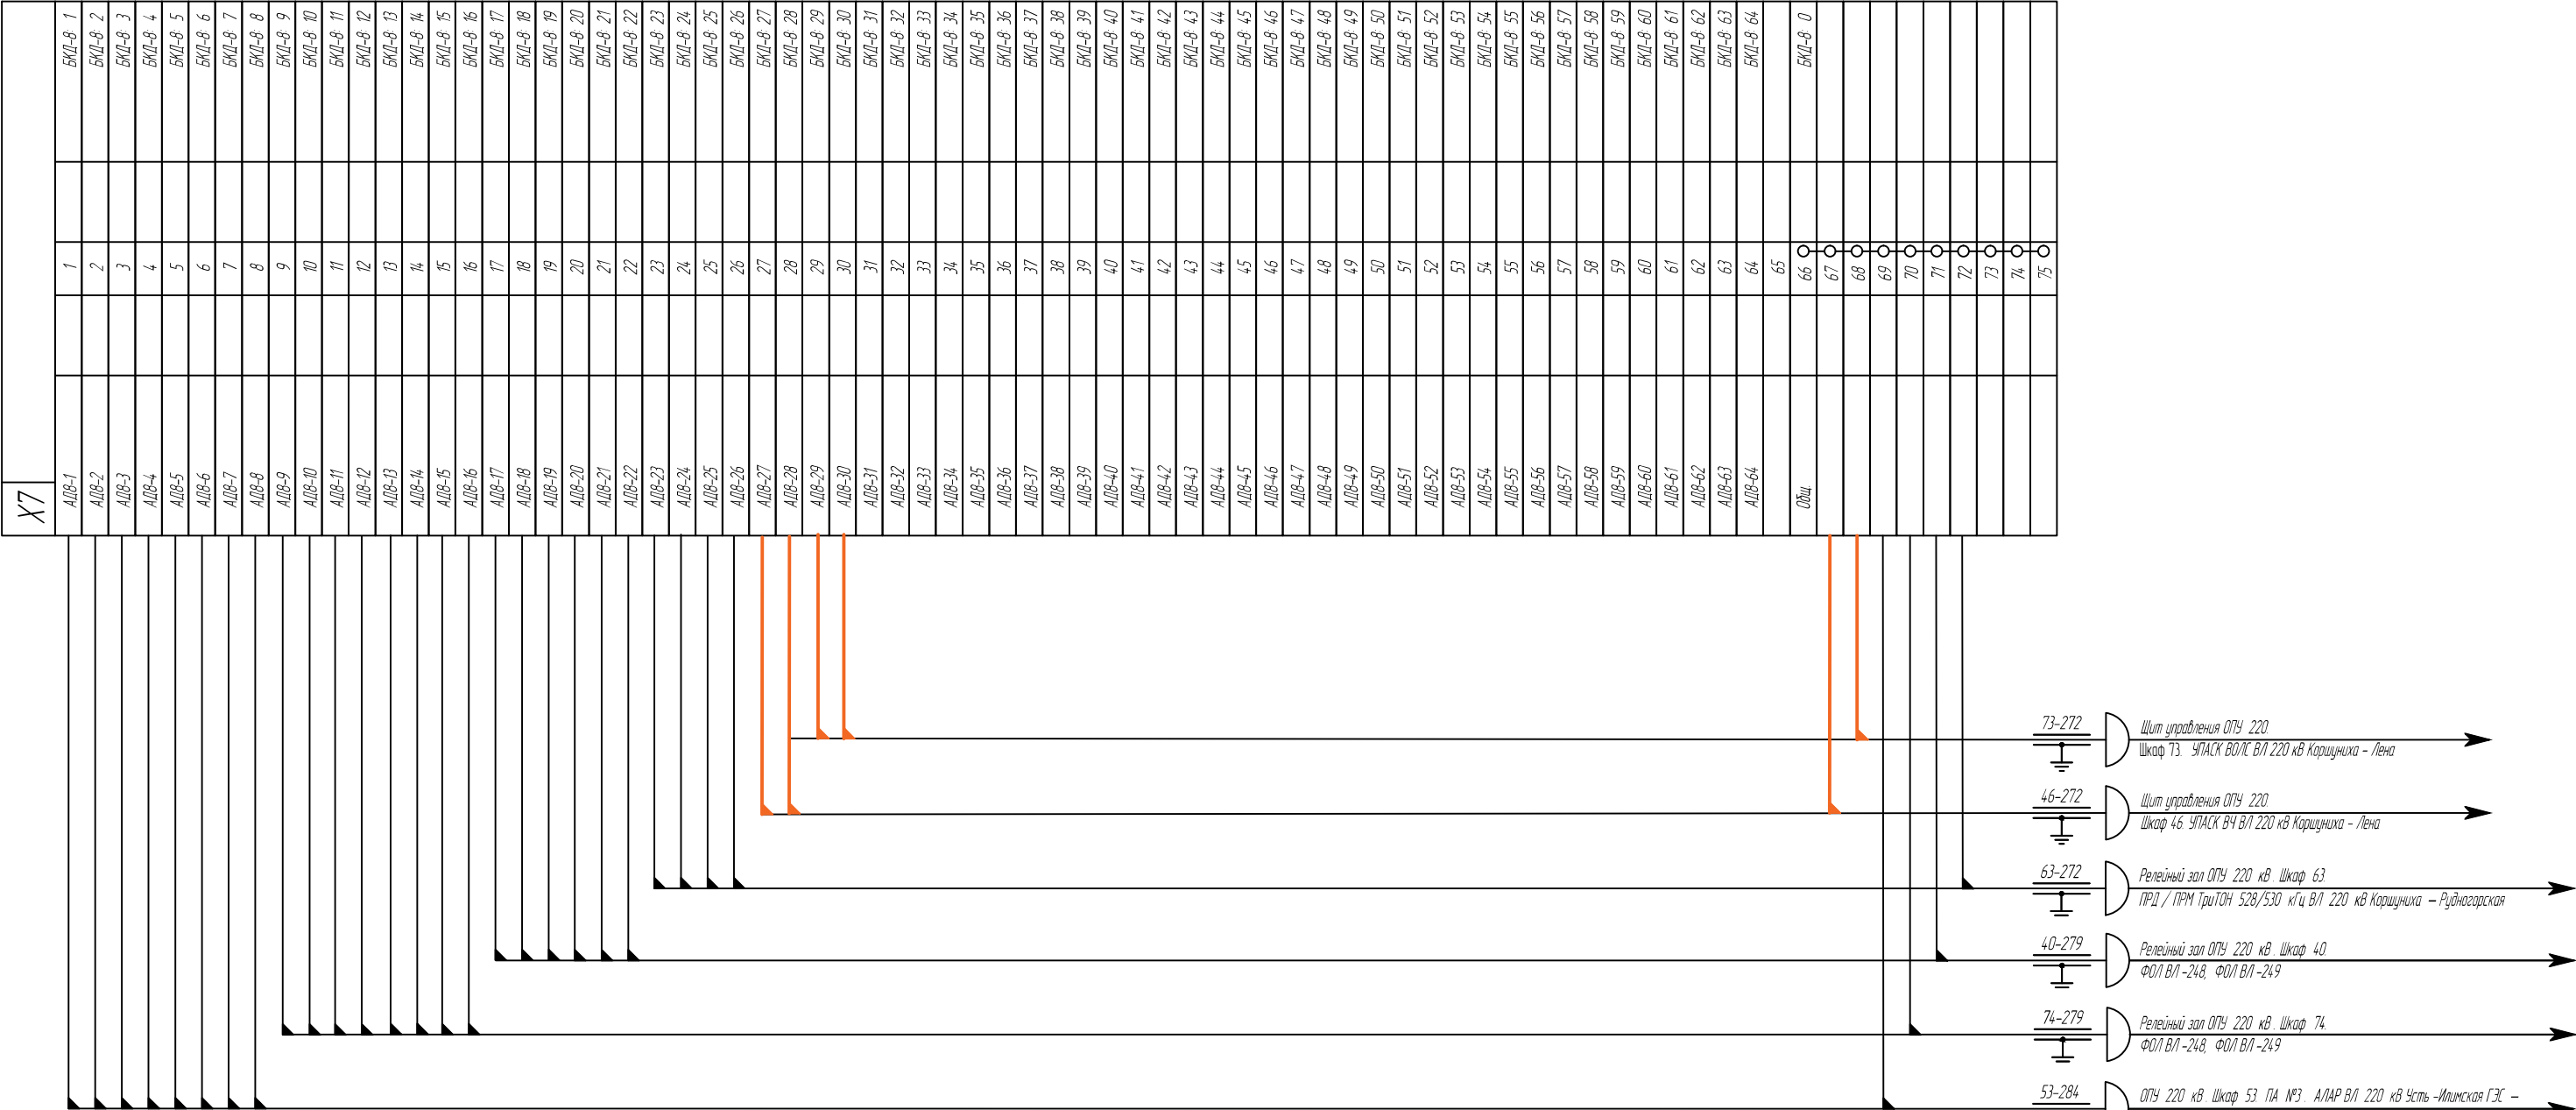 БКД-8: 1 БКД-8: 2 БКД-8: 3 БКД-8: 4 БКД-8: 5 БКД-8: 6 БКД-8: 7 БКД-8: 8 БКД-8: 9 БКД-8: 10 БКД-8: 11 БКД-8: 12 БКД-8: 13 БКД-8: 14 БКД-8: 15 БКД-8: 16 БКД-8: 17 БКД-8: 18 БКД-8: 19 БКД-8: 20 БКД-8: 21 БКД-8: 22 БКД-8: 23 БКД-8: 24 БКД-8: 25 БКД-8: 26 БКД-8: 27 БКД-8: 28 БКД-8: 29 БКД-8: 30 БКД-8: 31 БКД-8: 32 БКД-8: 33 БКД-8: 34 БКД-8: 35 БКД-8: 36 БКД-8: 37 БКД-8: 38 БКД-8: 39 БКД-8: 40 БКД-8: 41 БКД-8: 42 БКД-8: 43 БКД-8: 44 БКД-8: 45 БКД-8: 46 БКД-8: 47 БКД-8: 48 БКД-8: 49 БКД-8: 50 БКД-8: 51 БКД-8: 52 БКД-8: 53 БКД-8: 54 БКД-8: 55 БКД-8: 56 БКД-8: 57 БКД-8: 58 БКД-8: 59 БКД-8: 60 БКД-8: 61 БКД-8: 62 БКД-8: 63 БКД-8: 64 БКД-8: 0
1 2 3 4 5 6 7 8 9 10 11 12 13 14 15 16 17 18 19 20 21 22 23 24 25 26 27 28 29 30 31 32 33 34 35 36 37 38 39 40 41 42 43 44 45 46 47 48 49 50 51 52 53 54 55 56 57 58 59 60 61 62 63 64 65 66 67 68 69 70 71 72 73 74 75
X7
АД8-1 АД8-2 АД8-3 АД8-4 АД8-5 АД8-6 АД8-7 АД8-8 АД8-9 АД8-10 АД8-11 АД8-12 АД8-13 АД8-14 АД8-15 АД8-16 АД8-17 АД8-18 АД8-19 АД8-20 АД8-21 АД8-22 АД8-23 АД8-24 АД8-25 АД8-26 АД8-27 АД8-28 АД8-29 АД8-30 АД8-31 АД8-32 АД8-33 АД8-34 АД8-35 АД8-36 АД8-37 АД8-38 АД8-39 АД8-40 АД8-41 АД8-42 АД8-43 АД8-44 АД8-45 АД8-46 АД8-47 АД8-48 АД8-49 АД8-50 АД8-51 АД8-52 АД8-53 АД8-54 АД8-55 АД8-56 АД8-57 АД8-58 АД8-59 АД8-60 АД8-61 АД8-62 АД8-63 АД8-64 Общ.
73-272
Щит управления ОПУ 220.
Шкаф 73. УПАСК ВОЛС ВЛ 220 кВ Коршуниха - Лена
46-272
Щит управления ОПУ 220.
Шкаф 46. УПАСК ВЧ ВЛ 220 кВ Коршуниха - Лена
63-272
Релейный зал ОПУ 220 кВ. Шкаф 63.
ПРД / ПРМ ТриТОН 528/530 кГц ВЛ 220 кВ Коршуниха – Рудногорская
40-279
Релейный зал ОПУ 220 кВ. Шкаф 40.
ФОЛ ВЛ-248, ФОЛ ВЛ-249
74-279
Релейный зал ОПУ 220 кВ. Шкаф 74.
ФОЛ ВЛ-248, ФОЛ ВЛ-249
53-284
ОПУ 220 кВ. Шкаф 53. ПА №3. АЛАР ВЛ 220 кВ Усть-Илимская ГЭС –